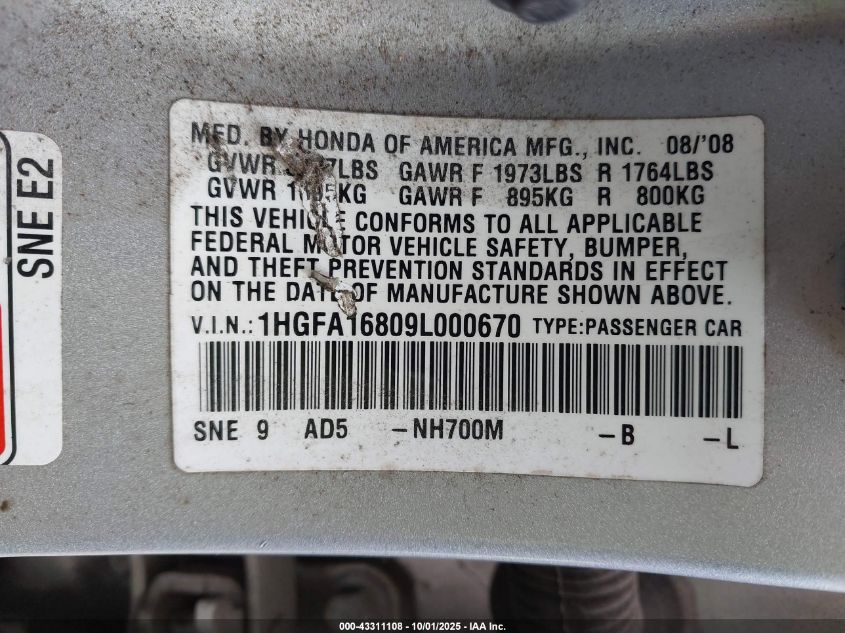 SNE E2
MFD. BY HONDA OF AMERICA MFG., INC. 08/'08
GVWR GAWR F 1973LBS R 1764LBS
GVWR GAWR F 895KG R 800KG
THIS VEHICLE CONFORMS TO ALL APPLICABLE
FEDERAL MOTOR VEHICLE SAFETY, BUMPER,
AND THEFT PREVENTION STANDARDS IN EFFECT
ON THE DATE OF MANUFACTURE SHOWN ABOVE.
V.I.N.: 1HGFA16809L000670 TYPE:PASSENGER CAR
SNE 9 AD5 -NH700M -B -L
000-43311108 - 10/01/2025 - IAA Inc.